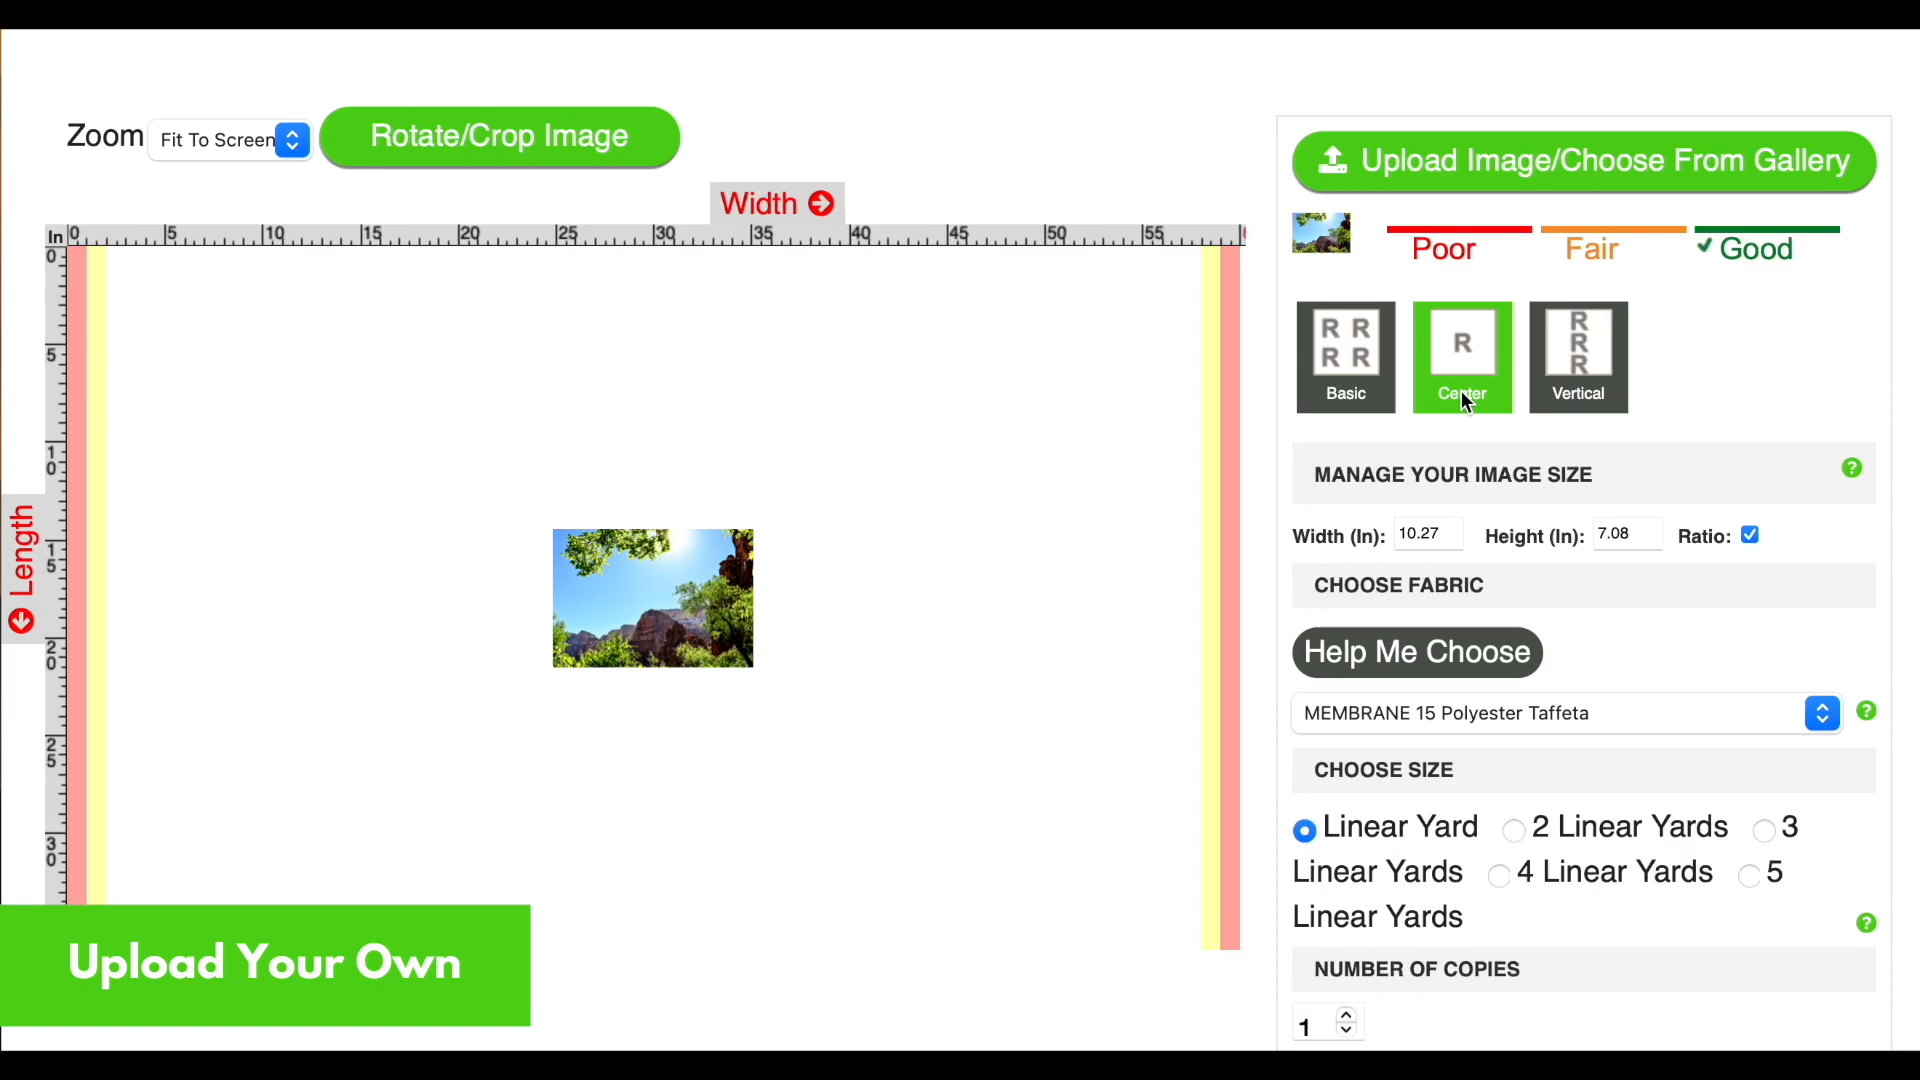 Zoom Fit To Screen Rotate/Crop Image
Width
In 0 5 10 15 20 25 30 35 40 45 50 55
0
5
10
15
20
25
30
Length
Upload Your Own
Upload Image/Choose From Gallery
Poor Fair Good
R R R R R R R R
Basic Center Vertical
MANAGE YOUR IMAGE SIZE ?
Width (In): 10.27 Height (In): 7.08 Ratio:
CHOOSE FABRIC
Help Me Choose
MEMBRANE 15 Polyester Taffeta ?
CHOOSE SIZE
Linear Yard 2 Linear Yards 3
Linear Yards 4 Linear Yards 5
Linear Yards ?
NUMBER OF COPIES
1